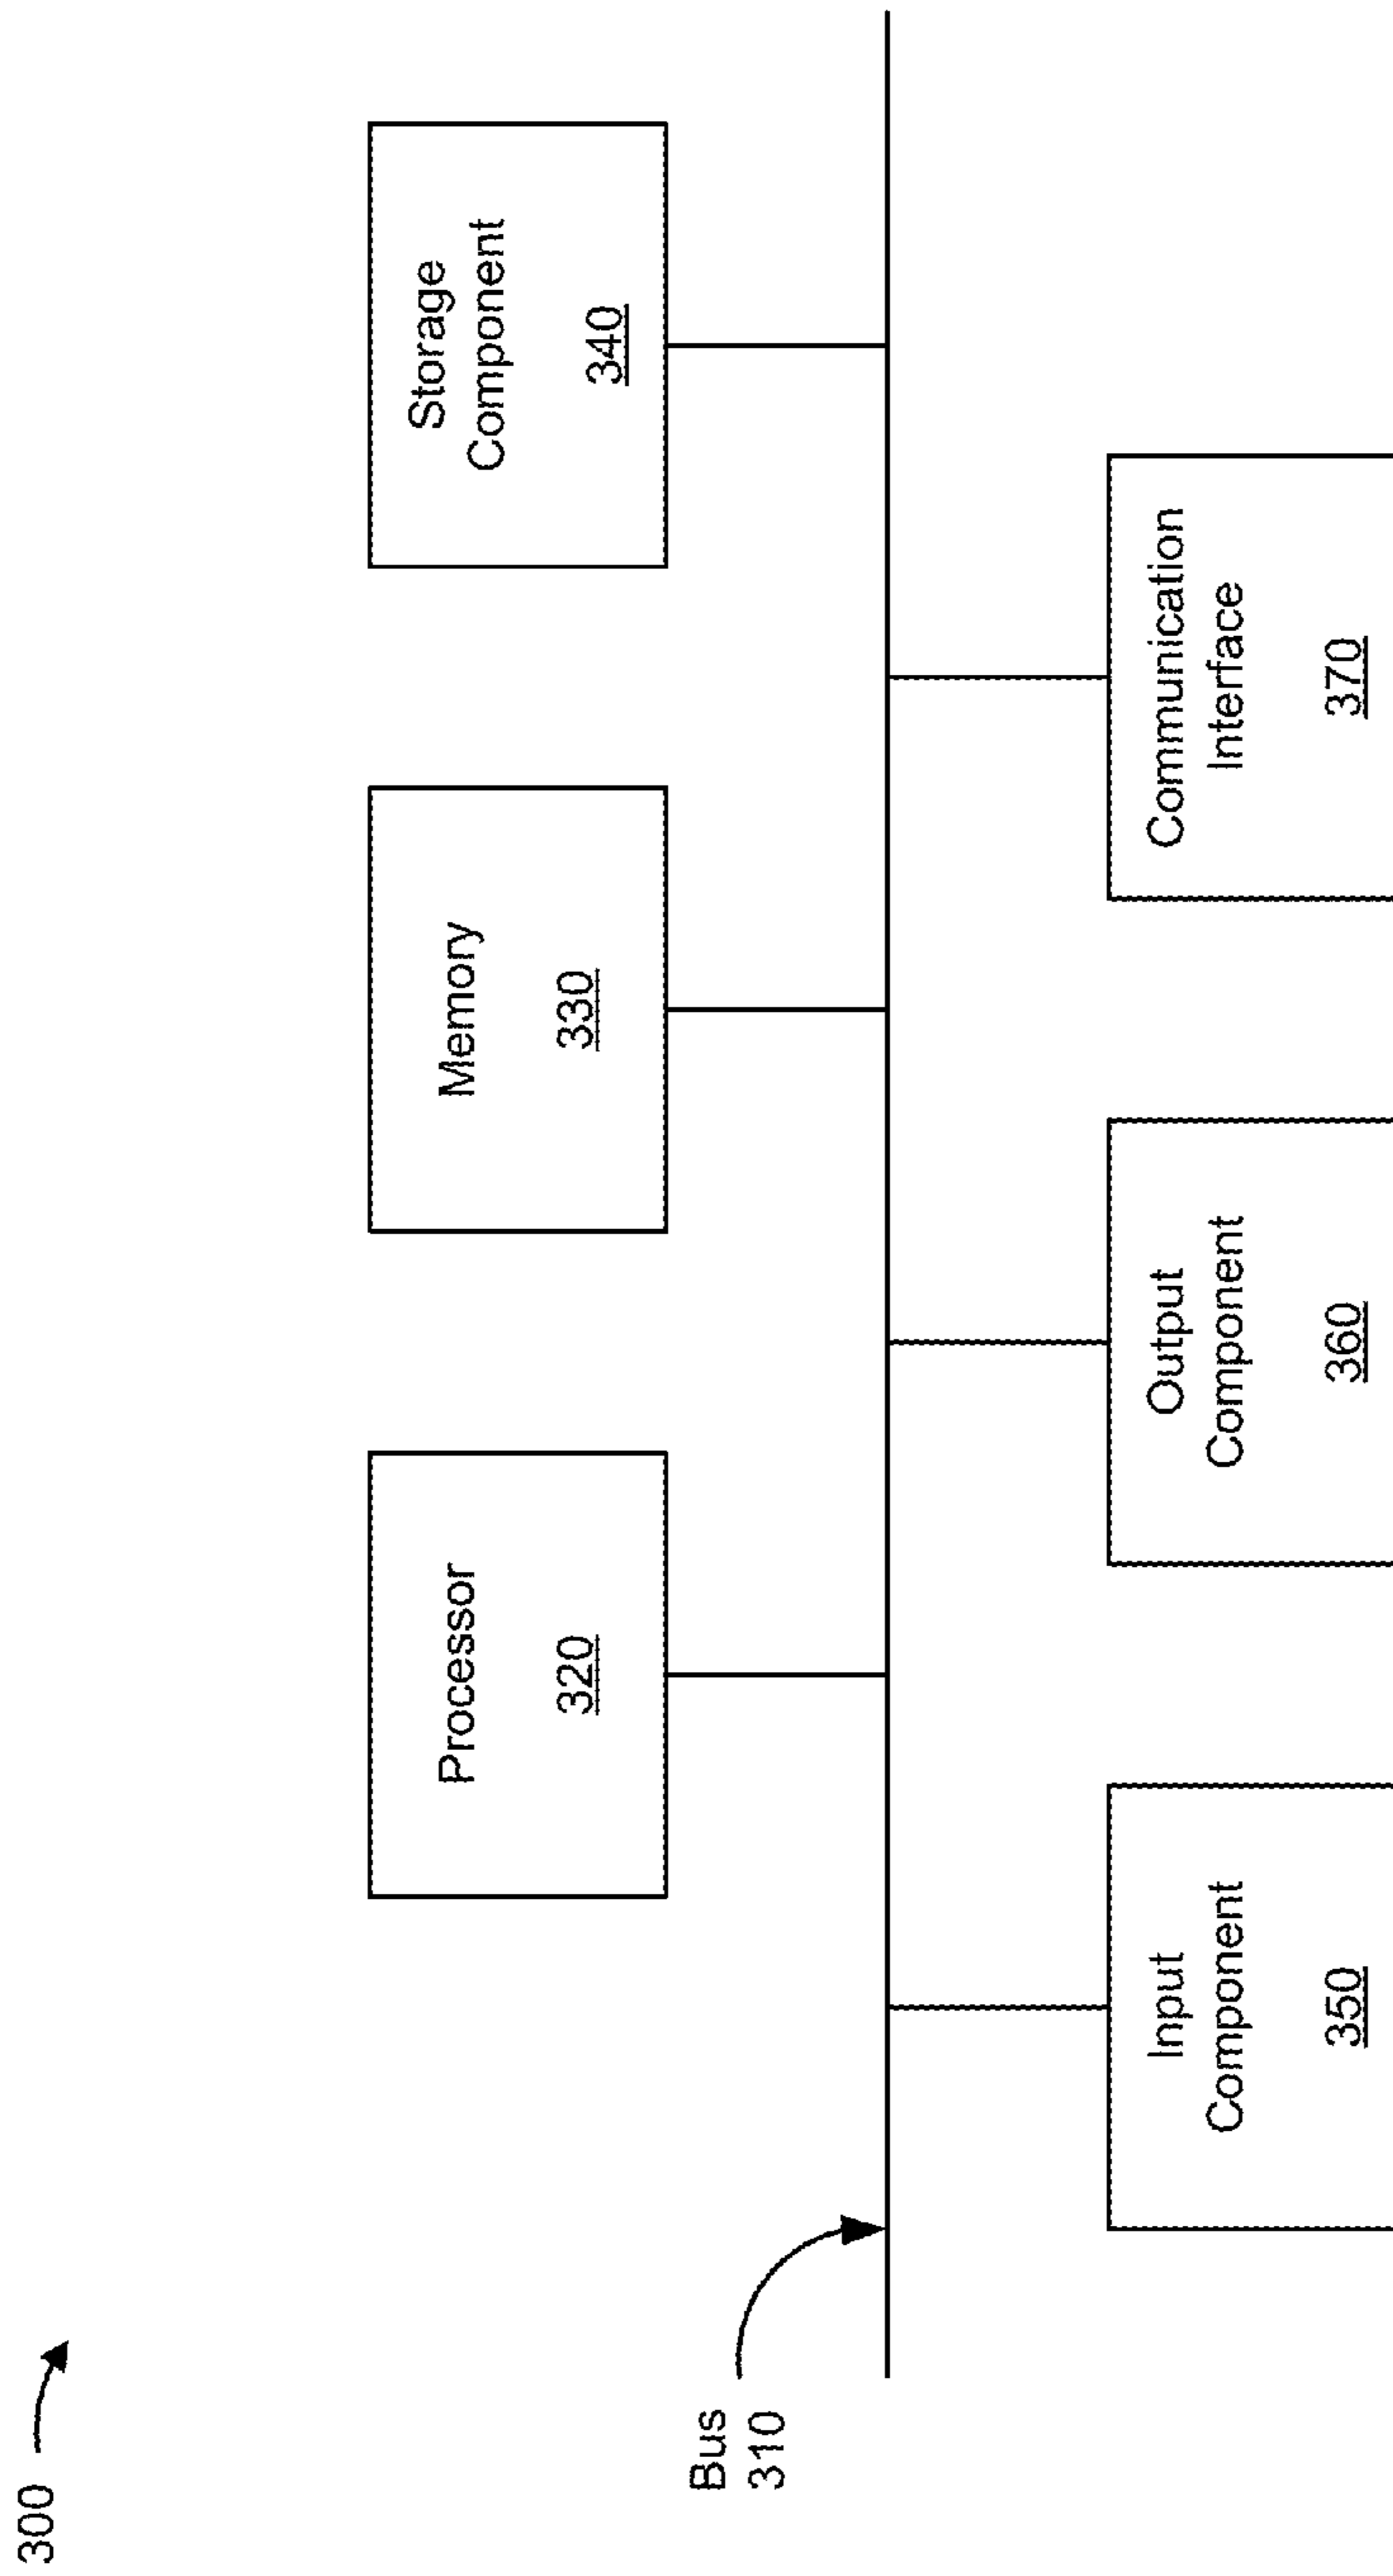 300
Bus
310
Processor
320
Memory
330
Storage
Component
340
Input
Component
350
Output
Component
360
Communication
Interface
370